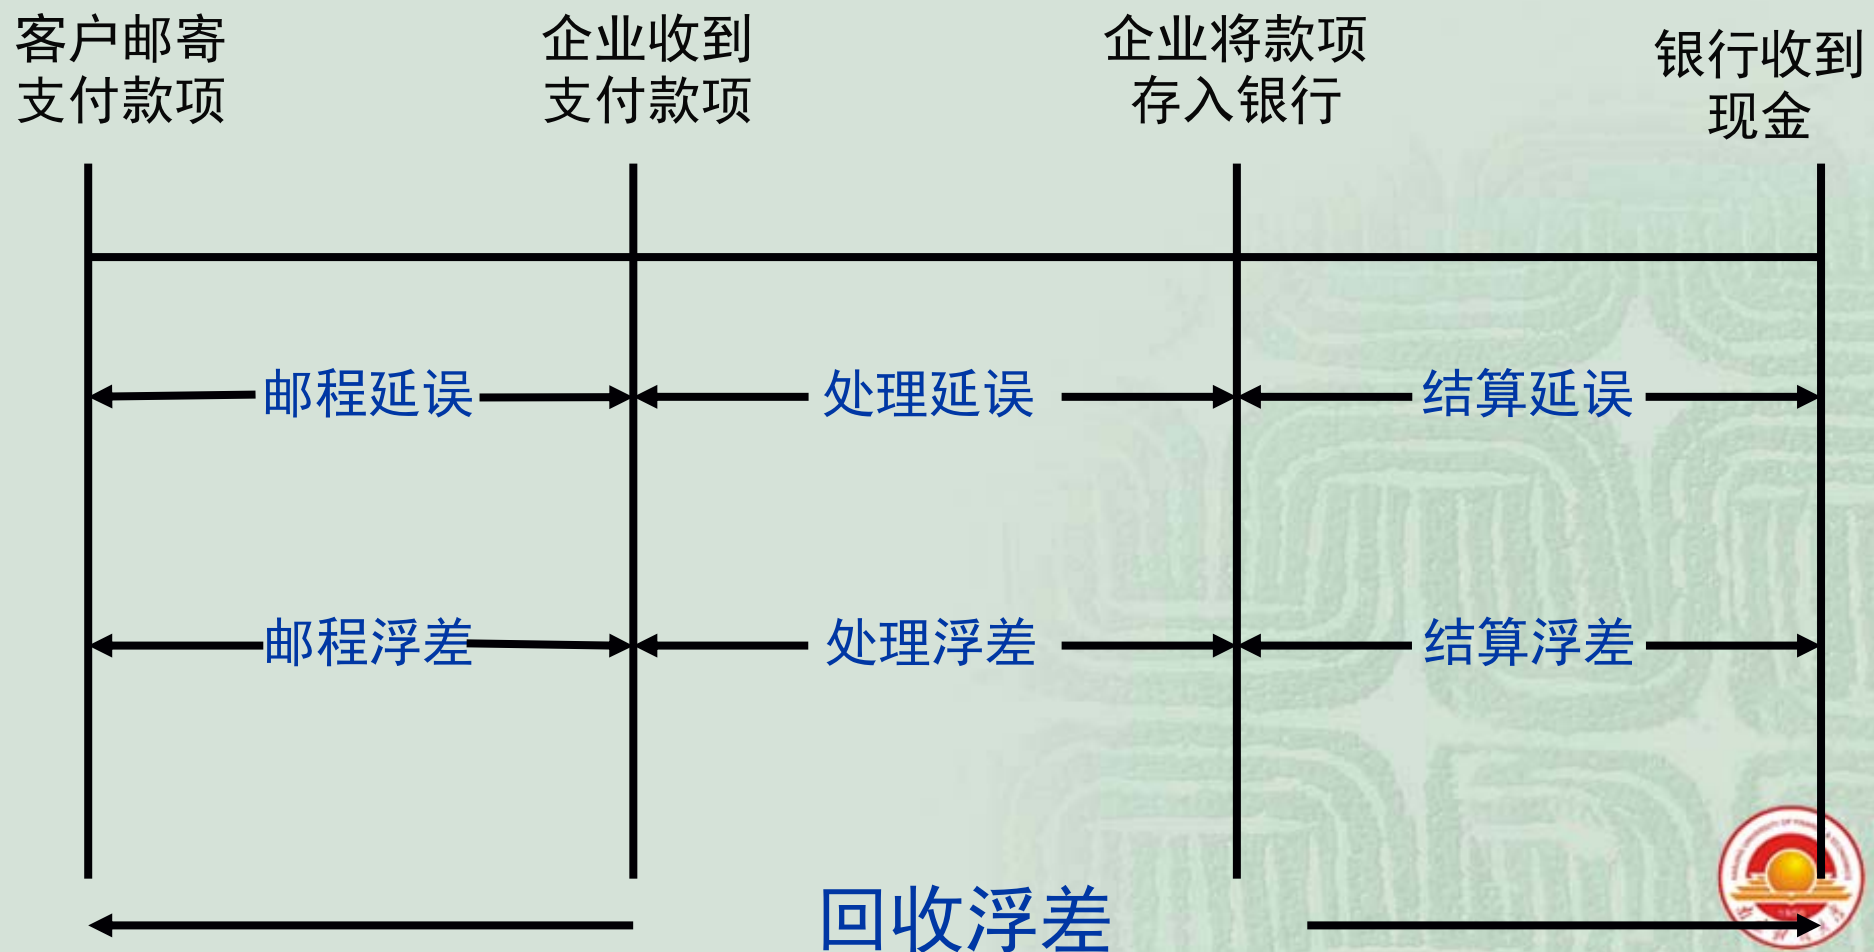 客户邮寄
支付款项
企业收到
支付款项
企业将款项
存入银行
银行收到
现金
邮程延误
处理延误
结算延误
邮程浮差
处理浮差
结算浮差
回收浮差